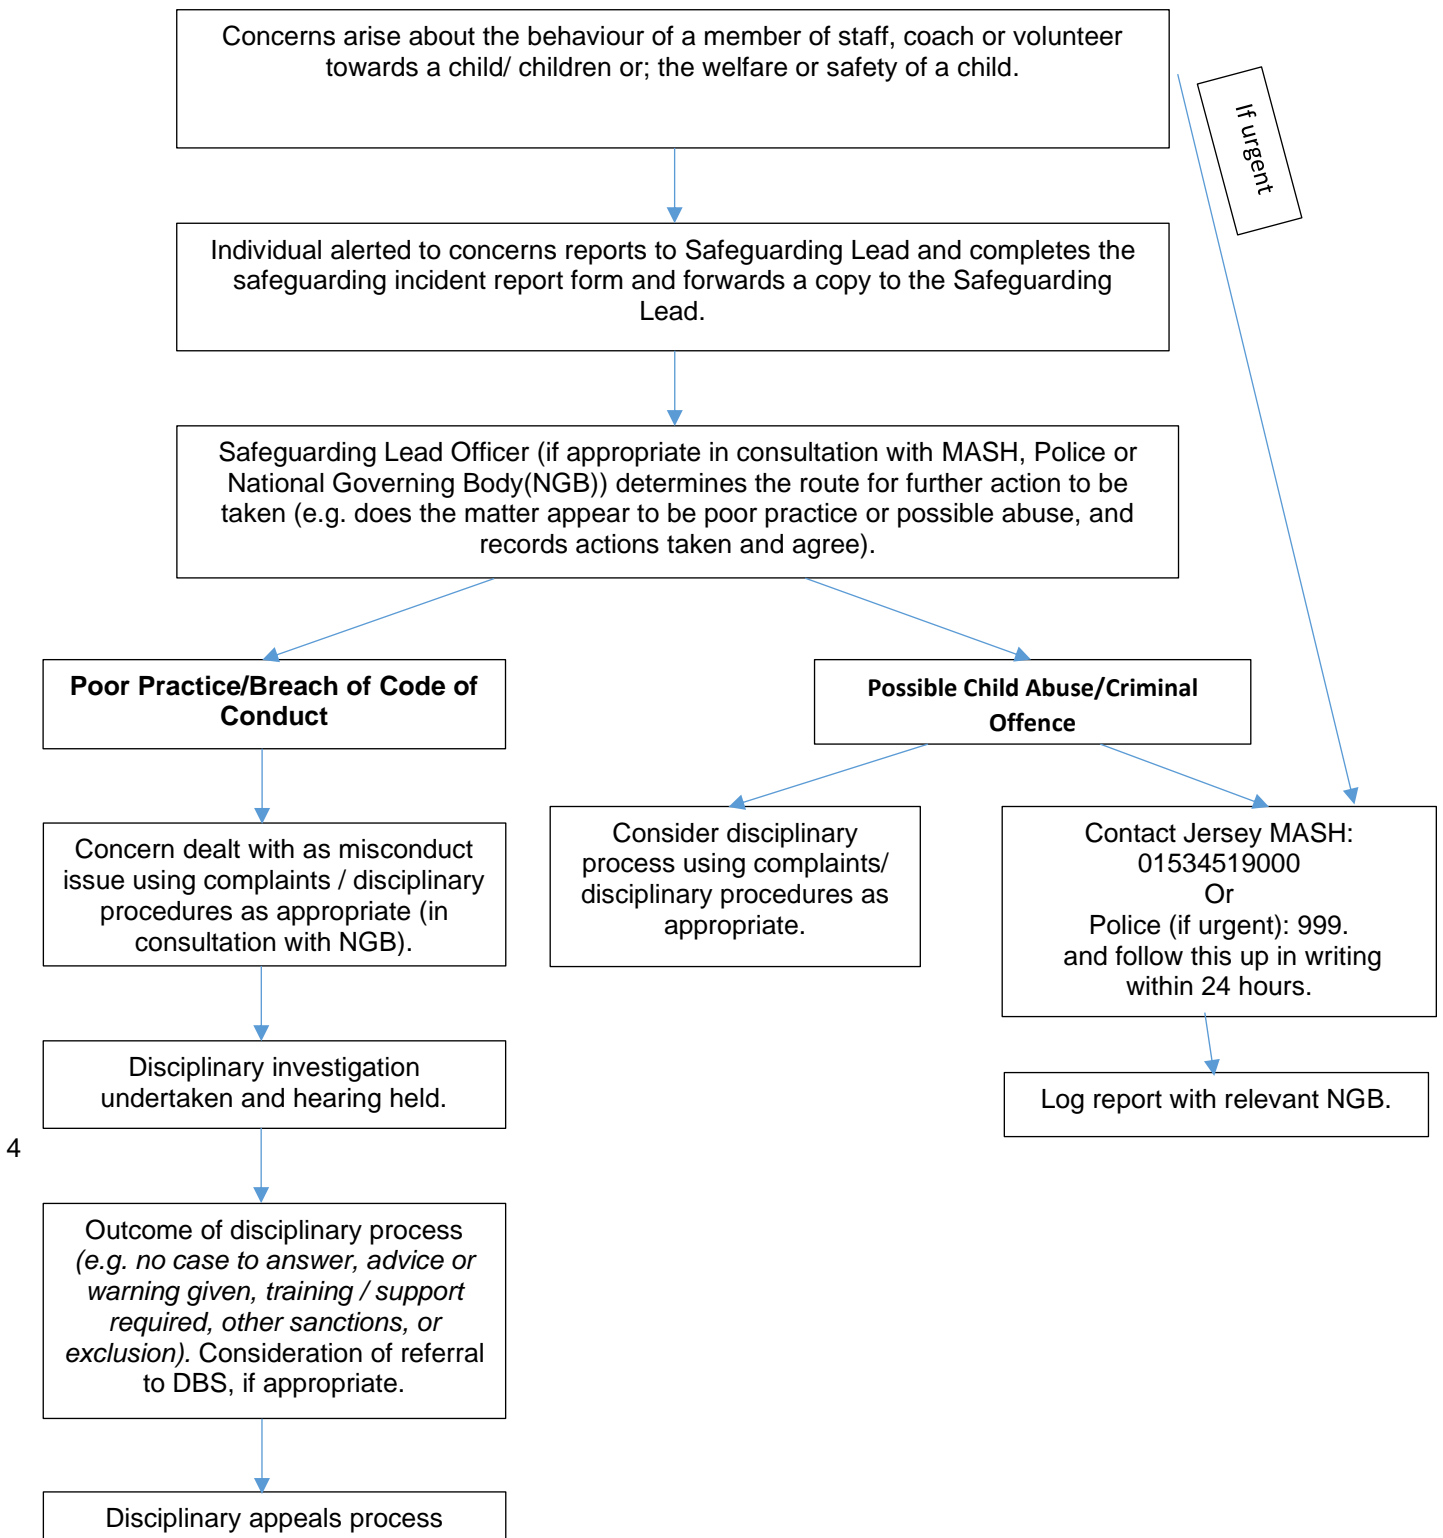 Concerns arise about the behaviour of a member of staff, coach or volunteer
towards a child/ children or; the welfare or safety of a child.
If urgent
Individual alerted to concerns reports to Safeguarding Lead and completes the
safeguarding incident report form and forwards a copy to the Safeguarding
Lead.
Safeguarding Lead Officer (if appropriate in consultation with MASH, Police or
National Governing Body(NGB)) determines the route for further action to be
taken (e.g. does the matter appear to be poor practice or possible abuse, and
records actions taken and agree).
Poor Practice/Breach of Code of
Conduct
Possible Child Abuse/Criminal
Offence
Concern dealt with as misconduct
issue using complaints / disciplinary
procedures as appropriate (in
consultation with NGB).
Consider disciplinary
process using complaints/
disciplinary procedures as
appropriate.
Contact Jersey MASH:
01534519000
Or
Police (if urgent): 999.
and follow this up in writing
within 24 hours.
Disciplinary investigation
undertaken and hearing held.
Log report with relevant NGB.
4
Outcome of disciplinary process
(e.g. no case to answer, advice or
warning given, training / support
required, other sanctions, or
exclusion). Consideration of referral
to DBS, if appropriate.
Disciplinary appeals process